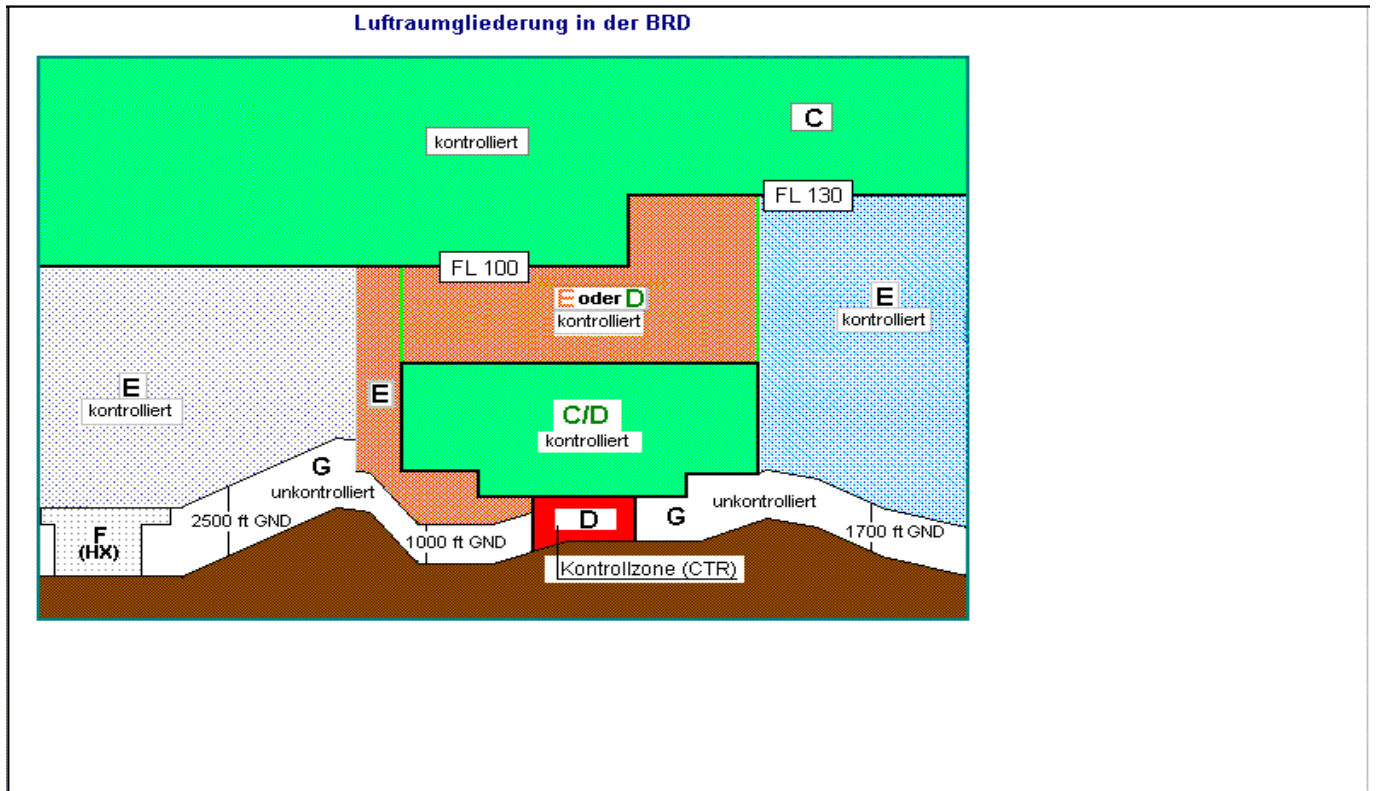 Luftraumgliederung in der BRD
C
kontrolliert
FL 130
FL 100
E oder D
kontrolliert
E
kontrolliert
E
kontrolliert
E
C/D
kontrolliert
G
unkontrolliert
unkontrolliert
F
(HX)
2500 ft GND
1000 ft GND
D
G
1700 ft GND
Kontrollzone (CTR)